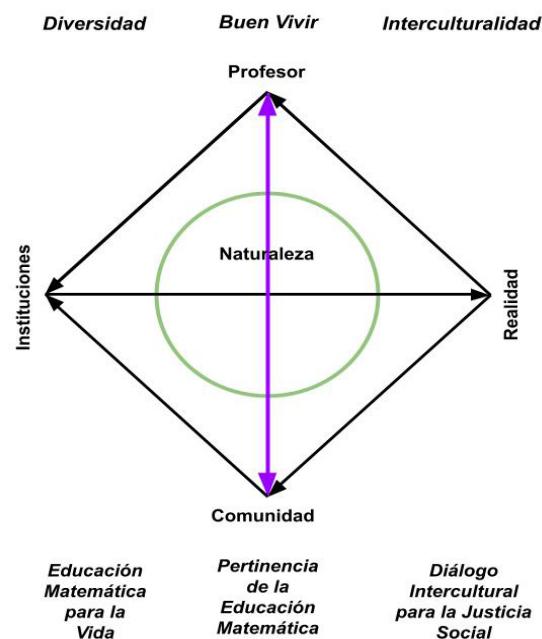 Diversidad
Buen Vivir
Interculturalidad
Profesor
Naturaleza
Instituciones
Realidad
Comunidad
Educación
Matemática
para la
Vida
Pertinencia
de la
Educación
Matemática
Diálogo
Intercultural
para la Justicia
Social